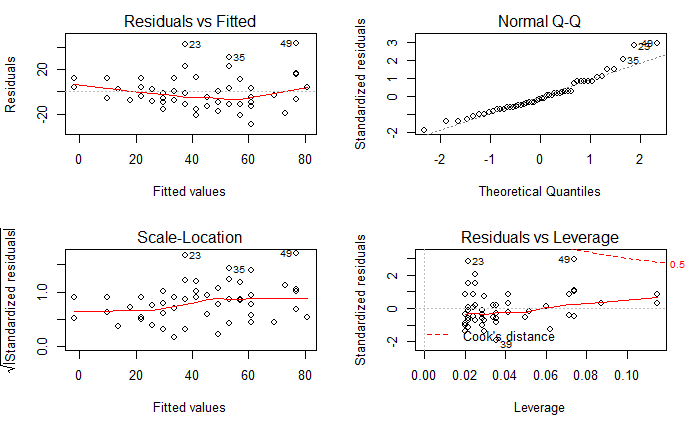 Residuals vs Fitted
Residuals
20
-20
0 20 40 60 80
Fitted values
23
35
49
Normal Q-Q
Standardized residuals
3
2
1
0
-2
-2 -1 0 1 2
Theoretical Quantiles
23
49
35
Scale-Location
√|Standardized residuals|
1.0
0.0
0 20 40 60 80
Fitted values
23
35
49
Residuals vs Leverage
Standardized residuals
2
0
-2
0.00 0.02 0.04 0.06 0.08 0.10
Leverage
23
49
39
0.5
Cook's distance